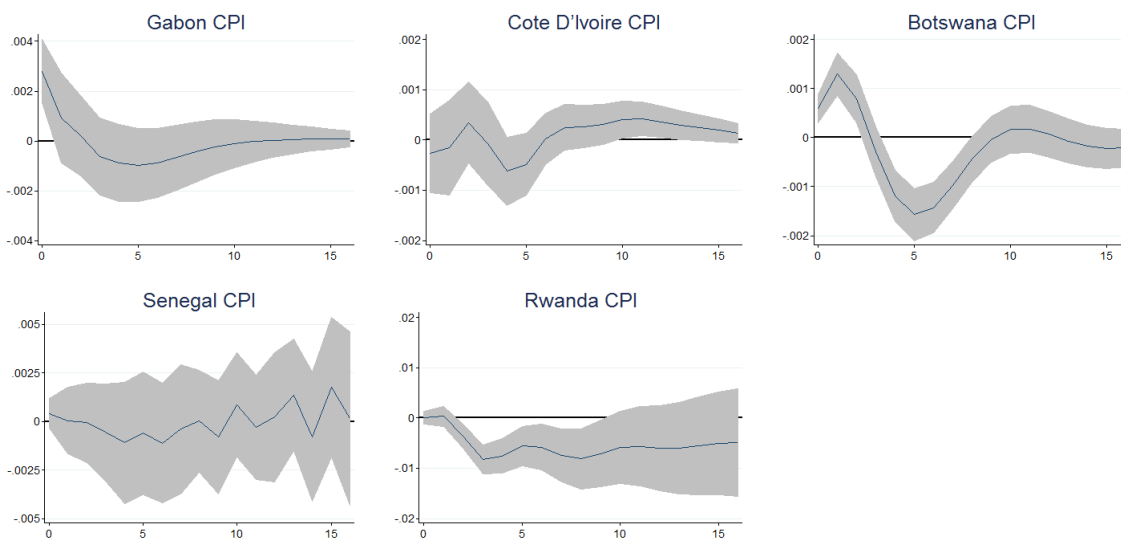 Gabon CPI
.004
.002
0
-.002
-.004
0 5 10 15
Cote D'Ivoire CPI
.002
.001
0
-.001
-.002
0 5 10 15
Botswana CPI
.002
.001
0
-.001
-.002
0 5 10 15
Senegal CPI
.005
.0025
0
-.0025
-.005
0 5 10 15
Rwanda CPI
.02
.01
0
-.01
-.02
0 5 10 15